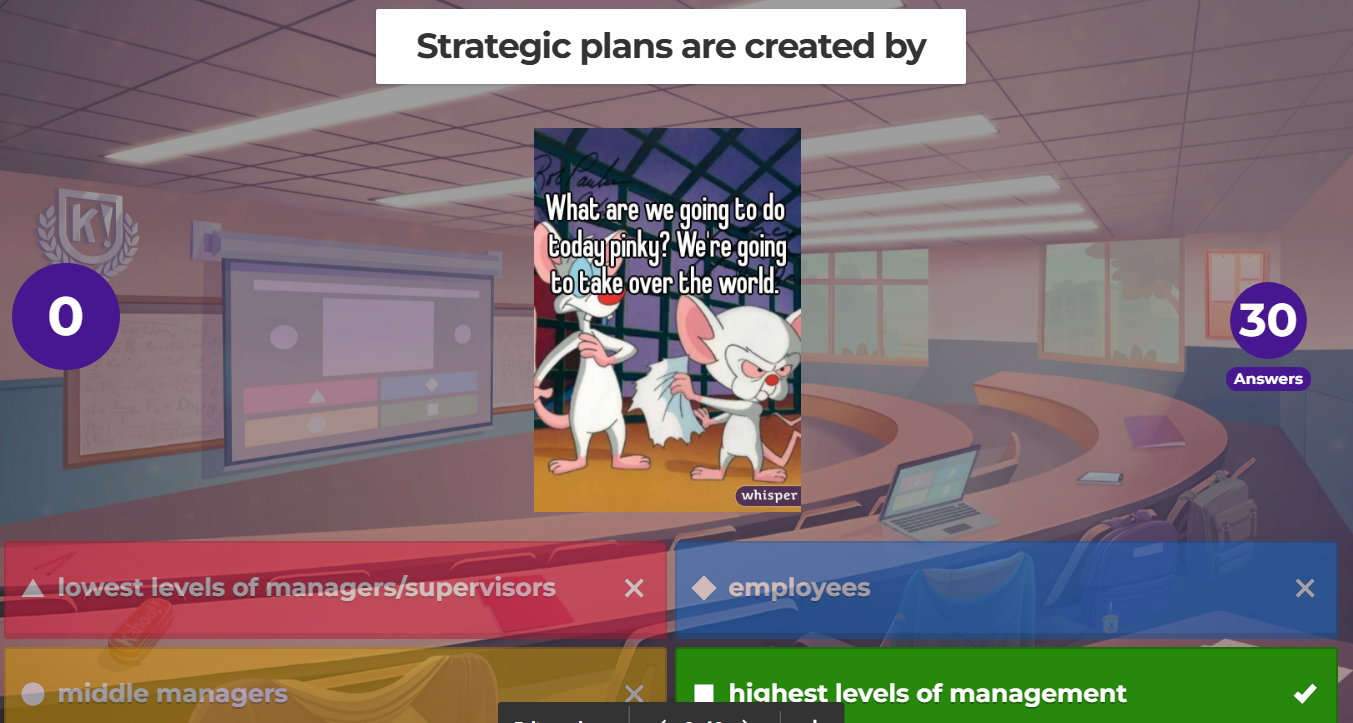 Strategic plans are created by
What are we going to do
today pinky? We're going
to take over the world.
whisper
K!
0
30
Answers
lowest levels of managers/supervisors
employees
Kahoot!
middle managers
highest levels of management